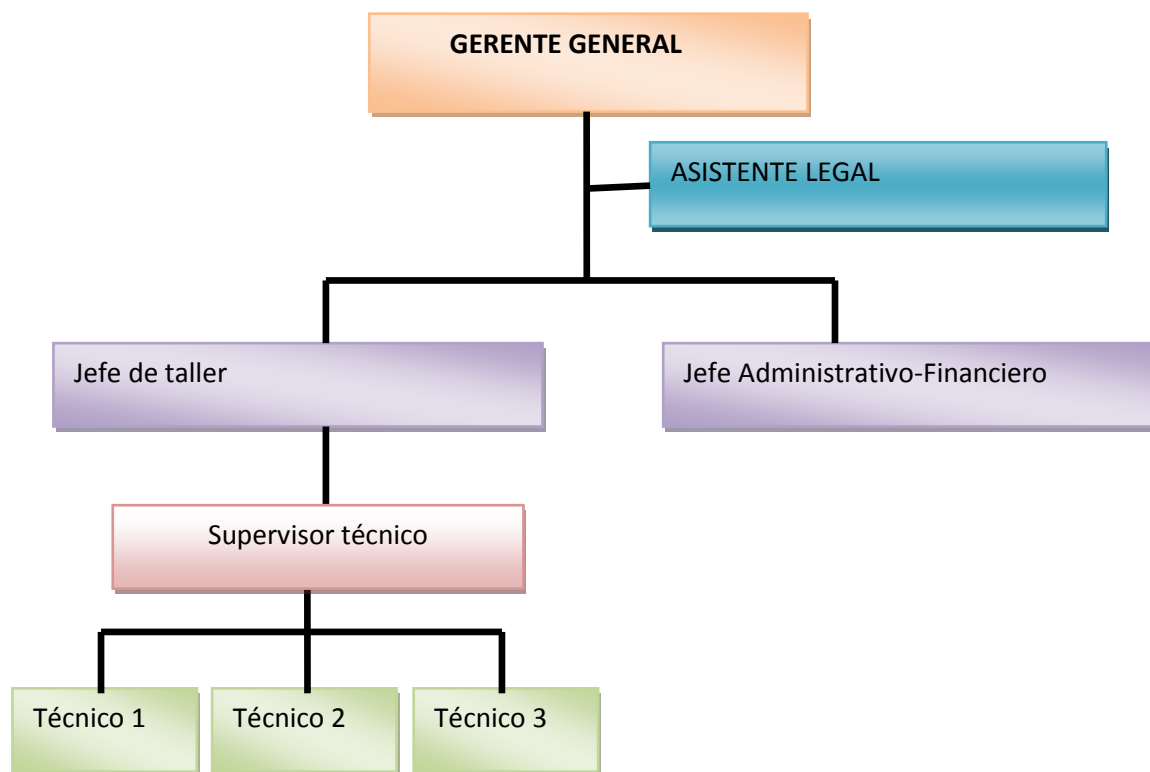 GERENTE GENERAL
ASISTENTE LEGAL
Jefe de taller
Jefe Administrativo-Financiero
Supervisor técnico
Técnico 1
Técnico 2
Técnico 3